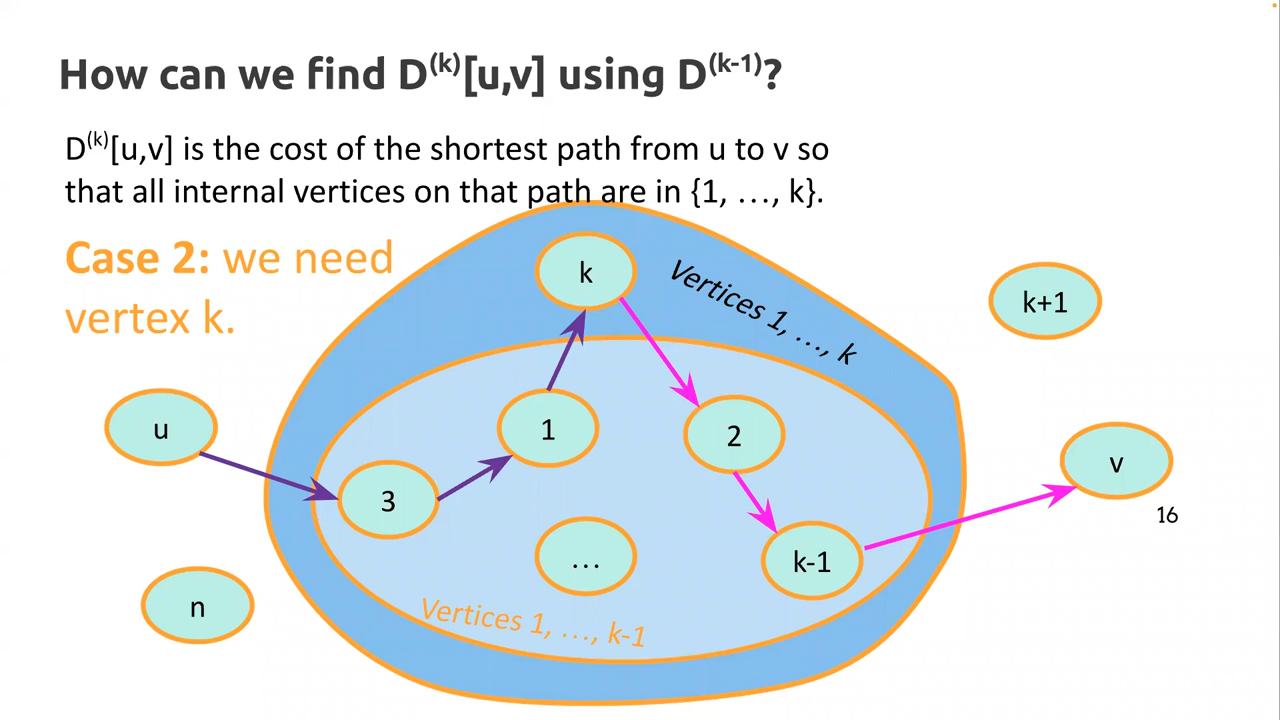 How can we find D⁽ᵏ⁾[u,v] using D⁽ᵏ⁻¹⁾?
D⁽ᵏ⁾[u,v] is the cost of the shortest path from u to v so
that all internal vertices on that path are in {1, …, k}.
Case 2: we need
vertex k.
k
Vertices 1, …, k
k+1
u
1
2
v
3
16
…
k-1
n
Vertices 1, …, k-1